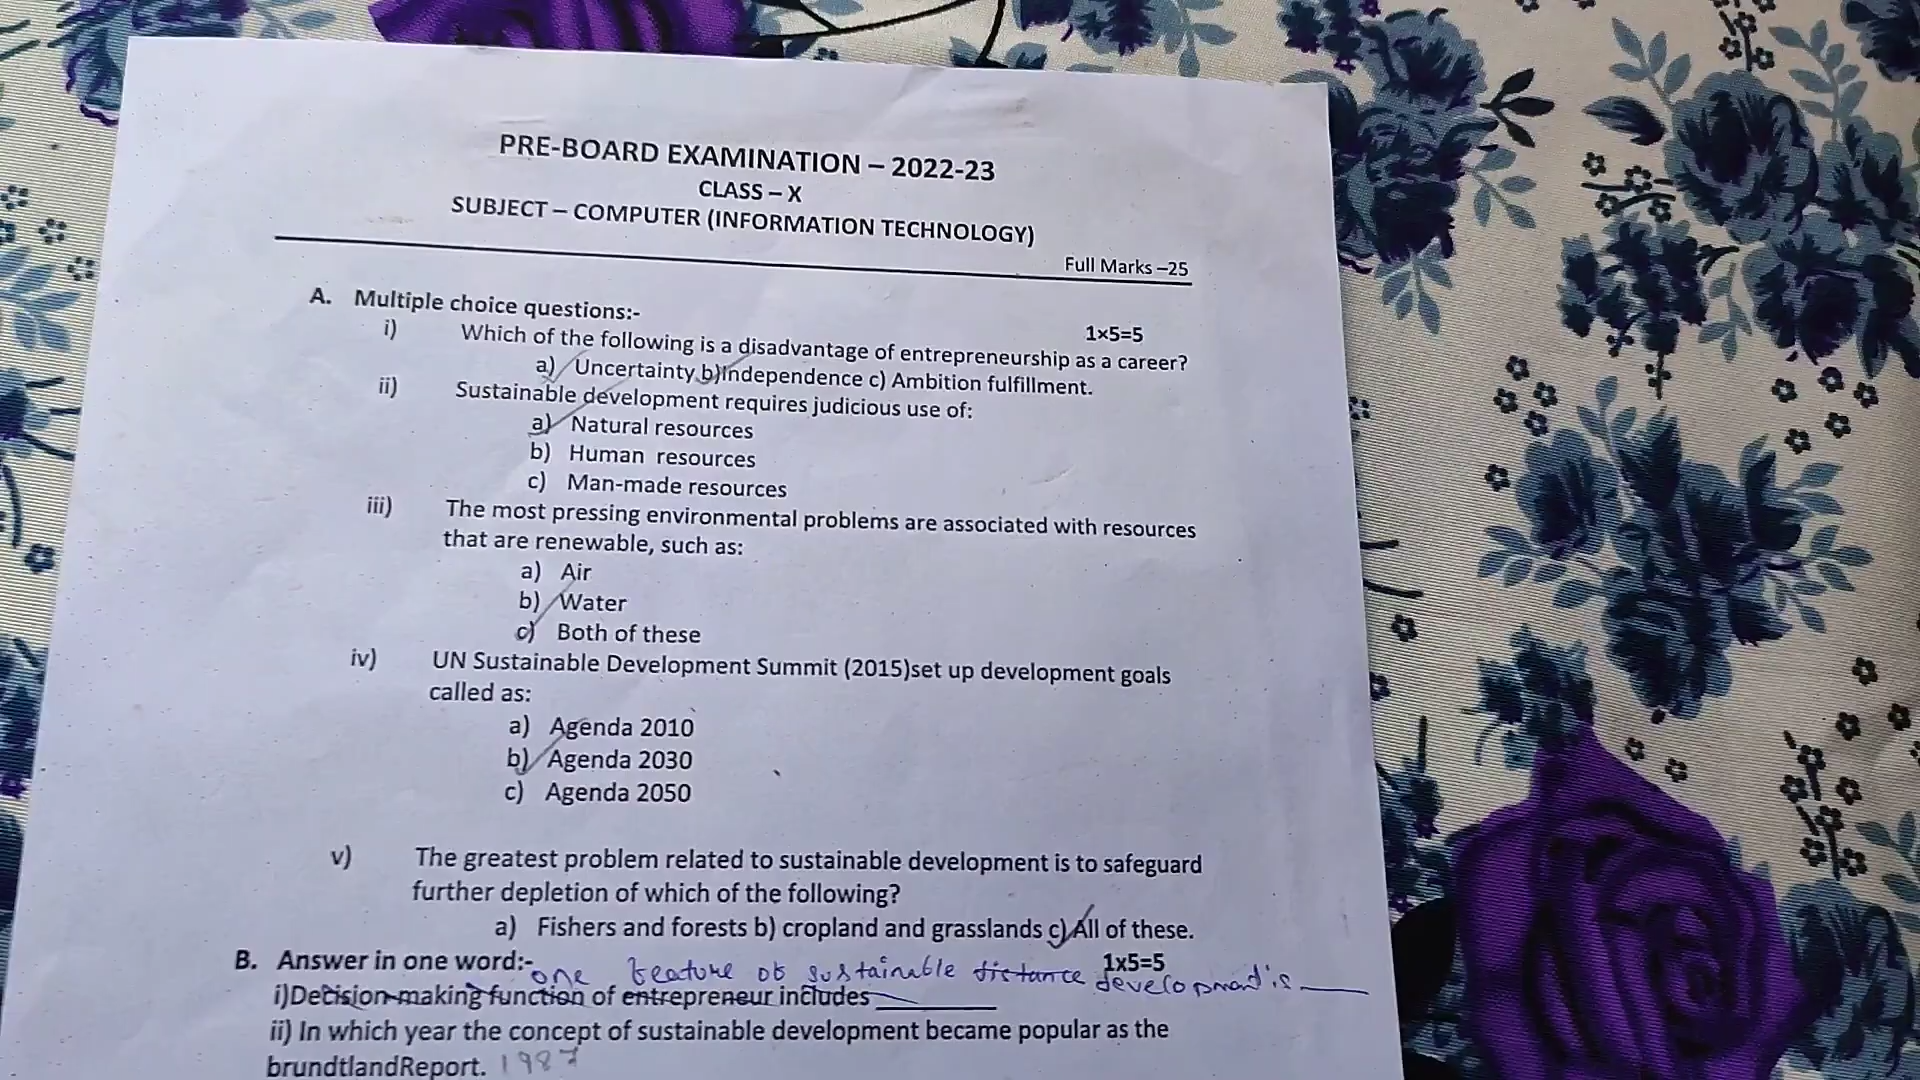 PRE-BOARD EXAMINATION – 2022-23
CLASS – X
SUBJECT – COMPUTER (INFORMATION TECHNOLOGY)
Full Marks –25
A. Multiple choice questions:- 1×5=5
i) Which of the following is a disadvantage of entrepreneurship as a career?
a) Uncertainty b)Independence c) Ambition fulfillment.
ii) Sustainable development requires judicious use of:
a) Natural resources
b) Human resources
c) Man-made resources
iii) The most pressing environmental problems are associated with resources
that are renewable, such as:
a) Air
b) Water
c) Both of these
iv) UN Sustainable Development Summit (2015)set up development goals
called as:
a) Agenda 2010
b) Agenda 2030
c) Agenda 2050
v) The greatest problem related to sustainable development is to safeguard
further depletion of which of the following?
a) Fishers and forests b) cropland and grasslands c) All of these.
B. Answer in one word:- 1x5=5
one feature of sustainable distance is
i)Decision-making function of entrepreneur includes
ii) In which year the concept of sustainable development became popular as the
brundtlandReport. 1987